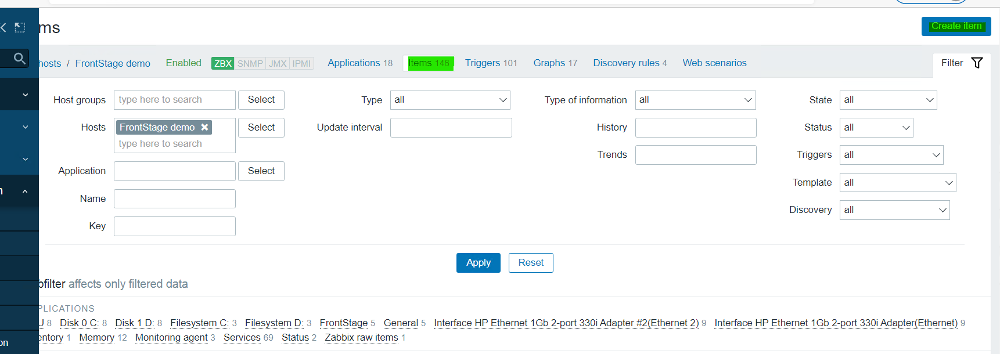 ms
Create item
hosts / FrontStage demo Enabled ZBX SNMP JMX IPMI Applications 18 Items 146 Triggers 101 Graphs 17 Discovery rules 4 Web scenarios Filter
Host groups type here to search Select Type all Type of information all State all
Hosts FrontStage demo Select Update interval History Status all
type here to search
Trends Triggers all
Application Select
Template all
Name
Discovery all
Key
Apply Reset
bfilter affects only filtered data
PLICATIONS
U 8 Disk 0 C: 8 Disk 1 D: 8 Filesystem C: 3 Filesystem D: 3 FrontStage 5 General 5 Interface HP Ethernet 1Gb 2-port 330i Adapter #2(Ethernet 2) 9 Interface HP Ethernet 1Gb 2-port 330i Adapter(Ethernet) 9
entory 1 Memory 12 Monitoring agent 3 Services 69 Status 2 Zabbix raw items 1
on